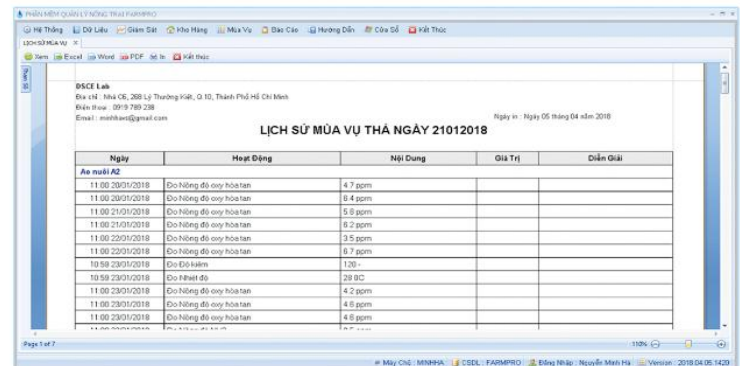 PHẦN MỀM QUẢN LÝ NÔNG TRẠI FARMPRO
Hệ Thống Dữ Liệu Giám Sát Kho Hàng Mùa Vụ Báo Cáo Hướng Dẫn Cửa Sổ Kết Thúc
LỊCH SỬ MÙA VỤ
Xem Excel Word PDF In Kết thúc
DSCE Lab
Địa chỉ : Nhà C6, 268 Lý Thường Kiệt, Q.10, Thành Phố Hồ Chí Minh
Điện thoại : 0919 789 238
Email : minhhaxt@gmail.com
Ngày in : Ngày 05 tháng 04 năm 2018
LỊCH SỬ MÙA VỤ THẢ NGÀY 21012018
Ngày Hoạt Động Nội Dung Giá Trị Diễn Giải
Ao nuôi A2
11:00 20/01/2018 Đo Nồng độ oxy hòa tan 4.7 ppm
11:00 20/01/2018 Đo Nồng độ oxy hòa tan 6.4 ppm
11:00 21/01/2018 Đo Nồng độ oxy hòa tan 5.8 ppm
11:00 21/01/2018 Đo Nồng độ oxy hòa tan 6.2 ppm
11:00 22/01/2018 Đo Nồng độ oxy hòa tan 3.5 ppm
11:00 22/01/2018 Đo Nồng độ oxy hòa tan 6.7 ppm
10:59 23/01/2018 Đo Độ kiềm 120 -
10:59 23/01/2018 Đo Nhiệt độ 28 0C
11:00 23/01/2018 Đo Nồng độ oxy hòa tan 4.2 ppm
11:00 23/01/2018 Đo Nồng độ oxy hòa tan 4.6 ppm
11:00 23/01/2018 Đo Nồng độ oxy hòa tan 4.6 ppm
Page 1 of 7 110%
Máy Chủ : MINHHA CSDL : FARMPRO Đăng Nhập : Nguyễn Minh Hà Version : 2018.04.05.1420